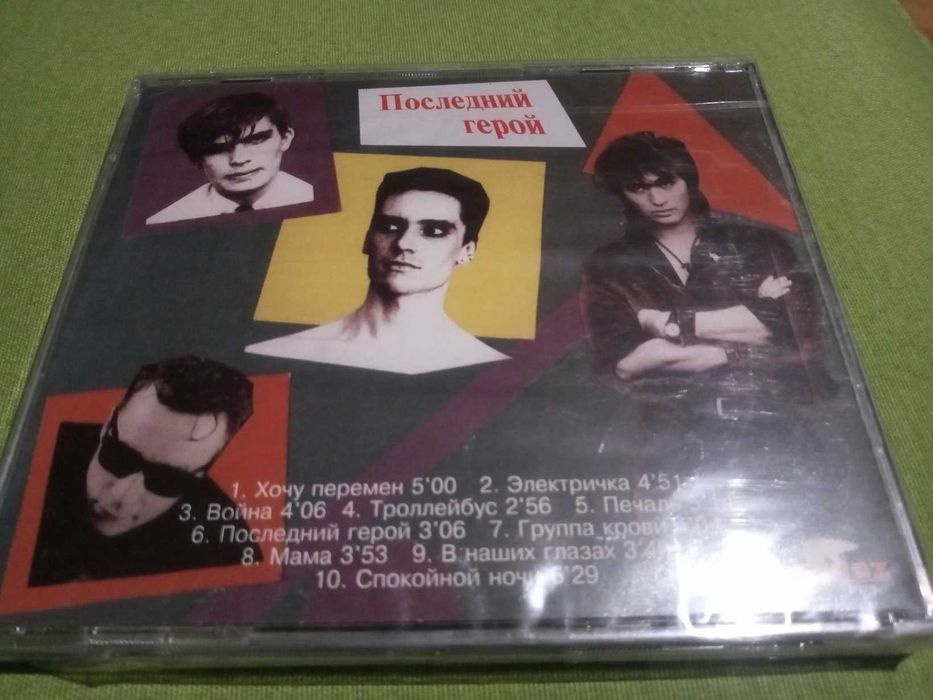 Последний
герой
1. Хочу перемен 5'00 2. Электричка 4'51
3. Война 4'06 4. Троллейбус 2'56 5.
6. Последний герой 3'06 7. Группа крови
8. Мама 3'53 9. В наших глазах
10. Спокойной ночи 6'29